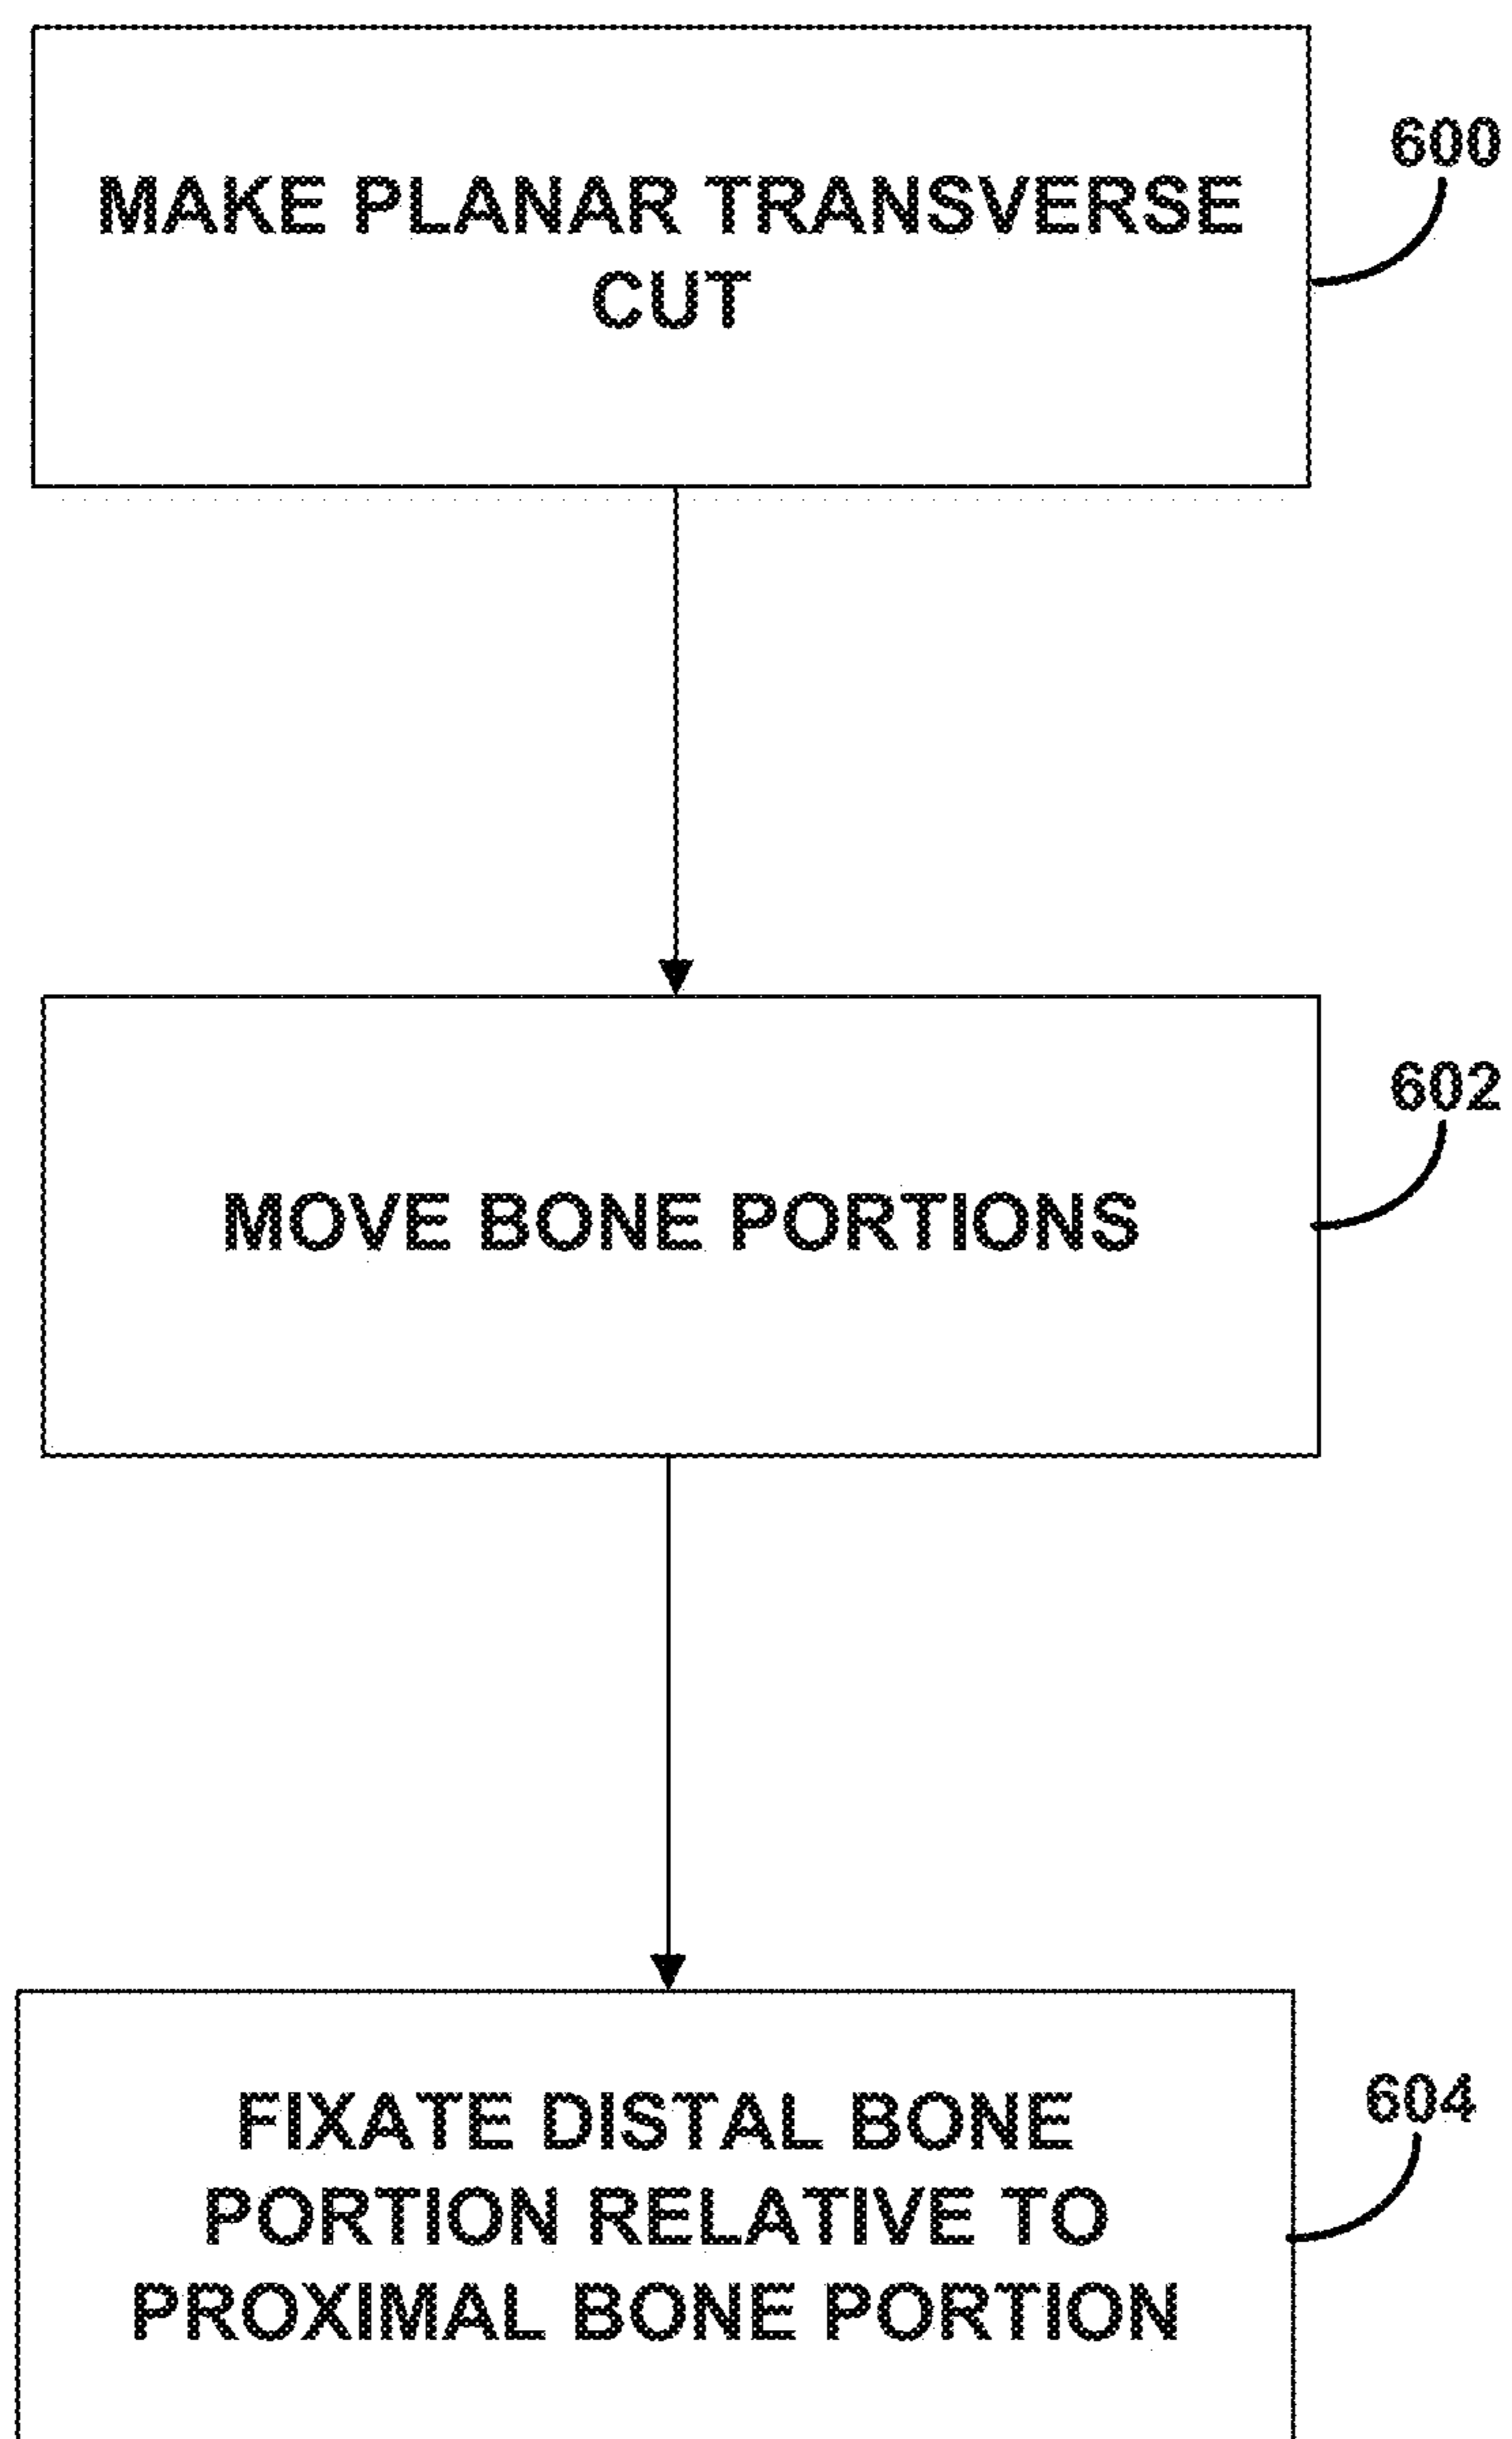 600
MAKE PLANAR TRANSVERSE
CUT
602
MOVE BONE PORTIONS
604
FIXATE DISTAL BONE
PORTION RELATIVE TO
PROXIMAL BONE PORTION